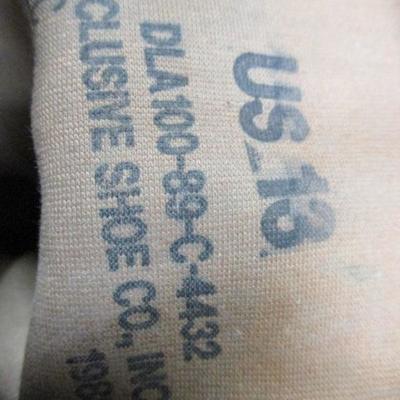 US 13
DLA100-89-C-4432
CLUSIVE SHOE CO., INC